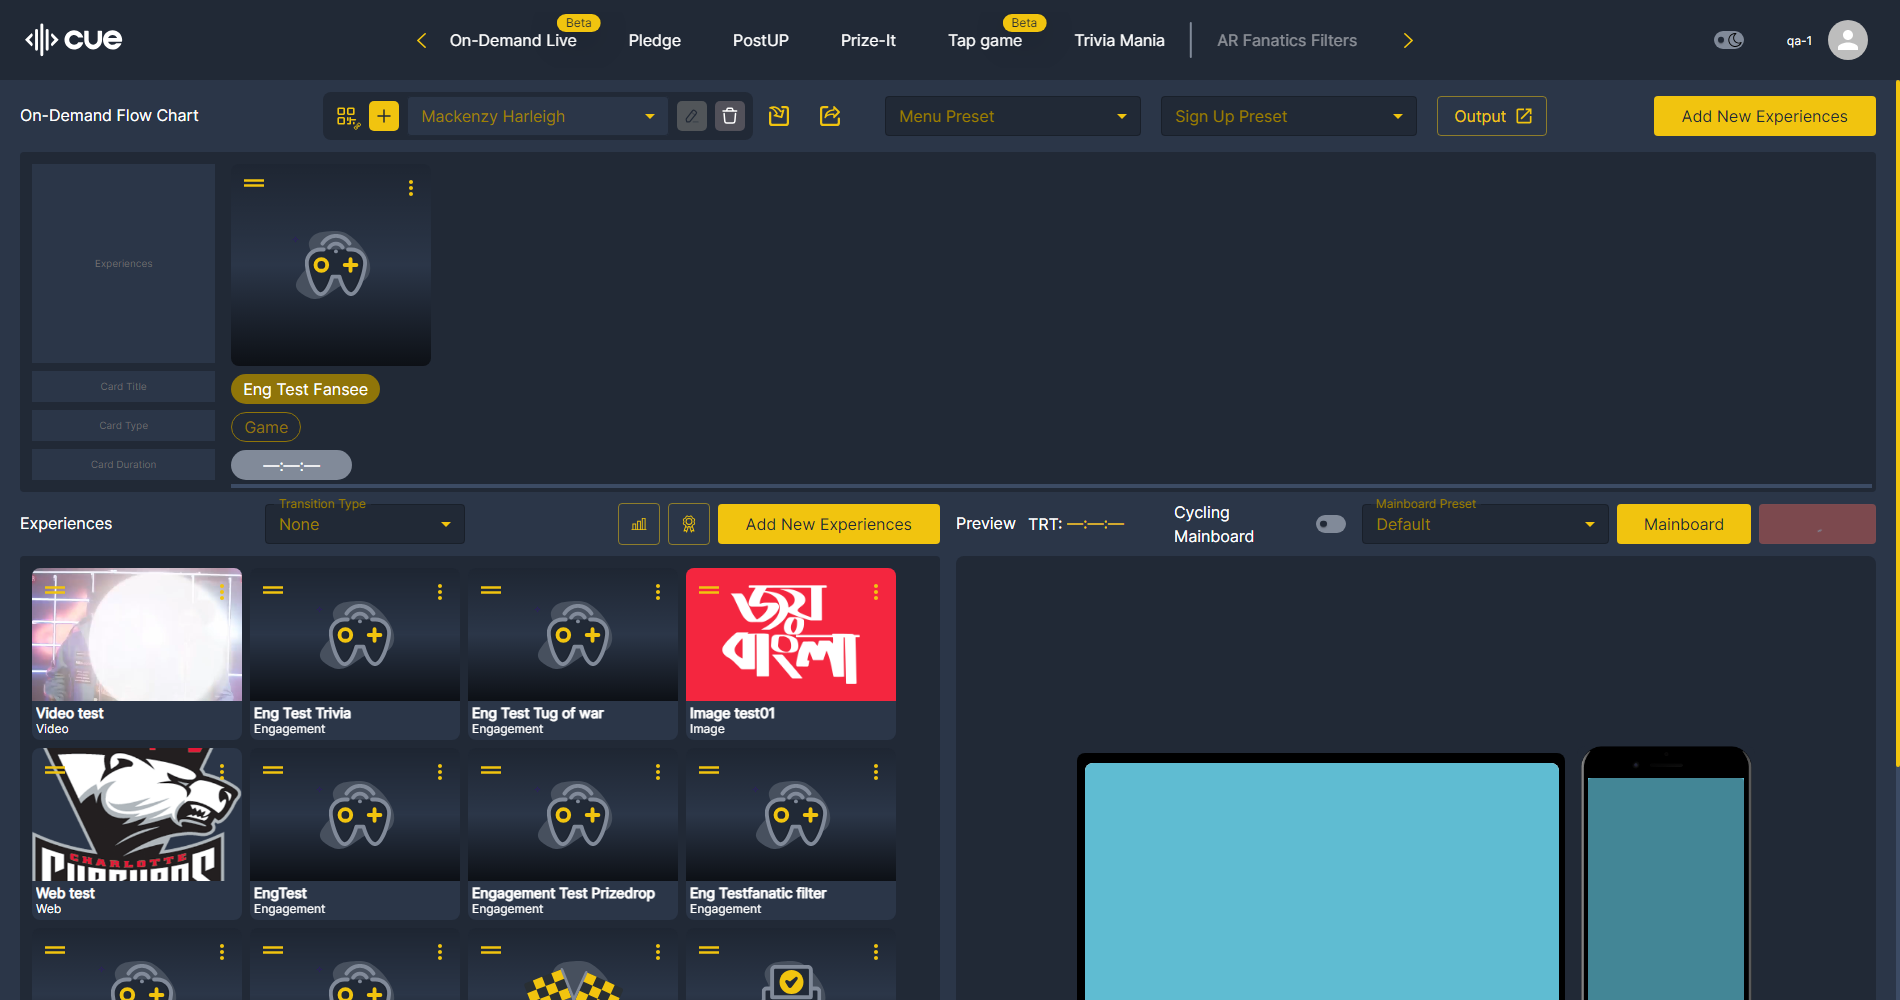 cue
Beta
Beta
On-Demand Live
Pledge
PostUP
Prize-It
Tap game
Trivia Mania
AR Fanatics Filters
qa-1
On-Demand Flow Chart
Mackenzy Harleigh
Menu Preset
Sign Up Preset
Output
Add New Experiences
Experiences
Card Title
Eng Test Fansee
Card Type
Game
Card Duration
—:—:—
Experiences
Transition Type
None
Add New Experiences
Preview
TRT: —:—:—
Cycling
Mainboard
Mainboard Preset
Default
Mainboard
জয়
বাংলা
Video test
Video
Eng Test Trivia
Engagement
Eng Test Tug of war
Engagement
Image test01
Image
CHARLOTTE
Web test
Web
EngTest
Engagement
Engagement Test Prizedrop
Engagement
Eng Testfanatic filter
Engagement